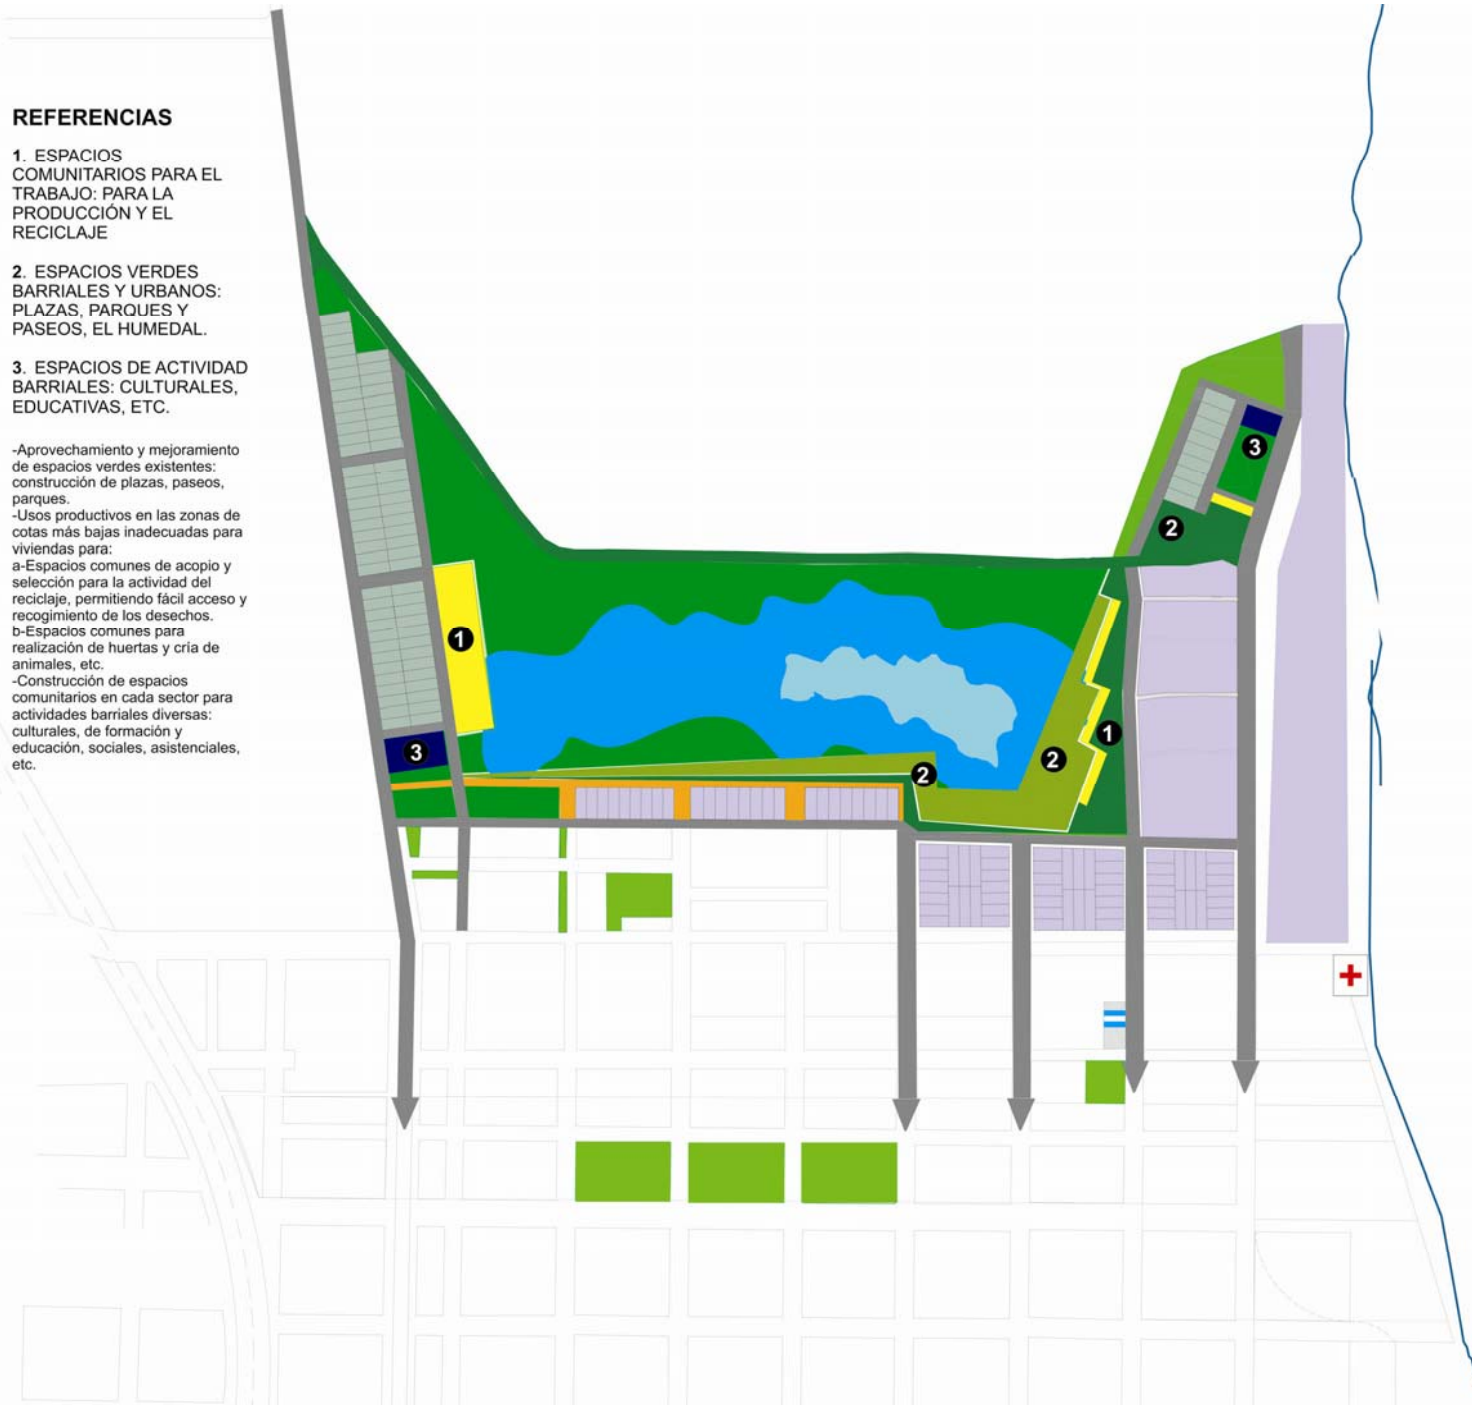 REFERENCIAS
1. ESPACIOS
COMUNITARIOS PARA EL
TRABAJO: PARA LA
PRODUCCIÓN Y EL
RECICLAJE
2. ESPACIOS VERDES
BARRIALES Y URBANOS:
PLAZAS, PARQUES Y
PASEOS, EL HUMEDAL.
3. ESPACIOS DE ACTIVIDAD
BARRIALES: CULTURALES,
EDUCATIVAS, ETC.
-Aprovechamiento y mejoramiento
de espacios verdes existentes:
construcción de plazas, paseos,
parques.
-Usos productivos en las zonas de
cotas más bajas inadecuadas para
viviendas para:
a-Espacios comunes de acopio y
selección para la actividad del
reciclaje, permitiendo fácil acceso y
recogimiento de los desechos.
b-Espacios comunes para
realización de huertas y cría de
animales, etc.
-Construcción de espacios
comunitarios en cada sector para
actividades barriales diversas:
culturales, de formación y
educación, sociales, asistenciales,
etc.
3
2
1
1
3
2
2